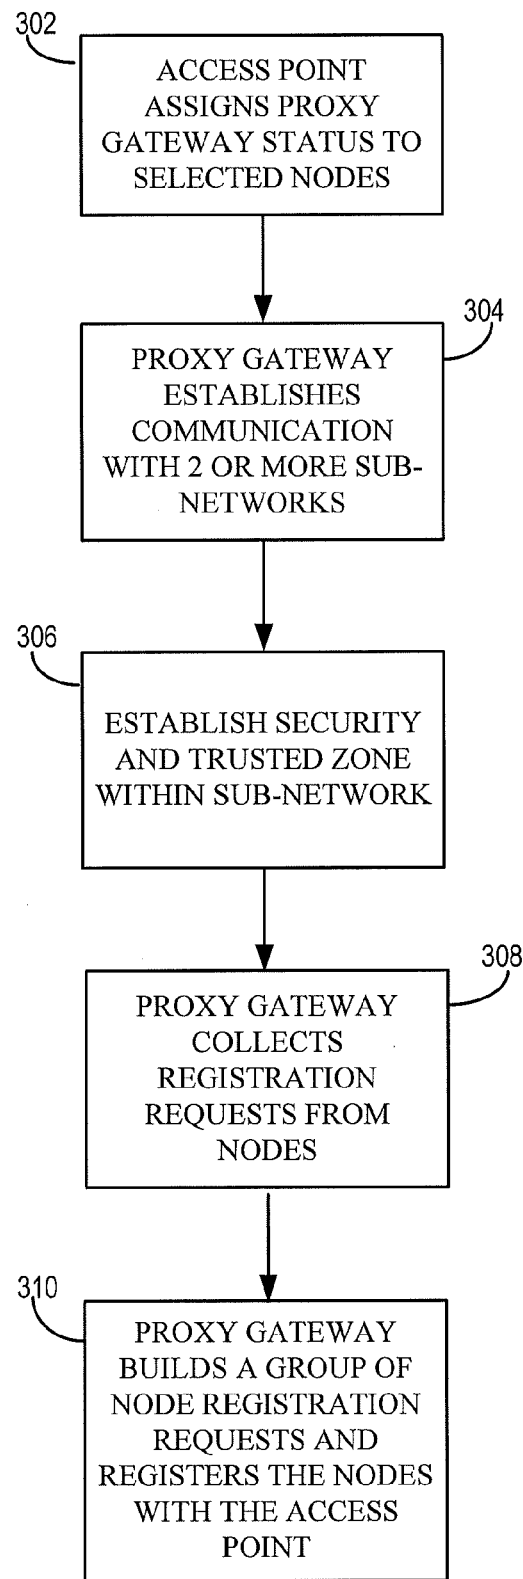 302
ACCESS POINT
ASSIGNS PROXY
GATEWAY STATUS TO
SELECTED NODES
304
PROXY GATEWAY
ESTABLISHES
COMMUNICATION
WITH 2 OR MORE SUB-
NETWORKS
306
ESTABLISH SECURITY
AND TRUSTED ZONE
WITHIN SUB-NETWORK
308
PROXY GATEWAY
COLLECTS
REGISTRATION
REQUESTS FROM
NODES
310
PROXY GATEWAY
BUILDS A GROUP OF
NODE REGISTRATION
REQUESTS AND
REGISTERS THE NODES
WITH THE ACCESS
POINT